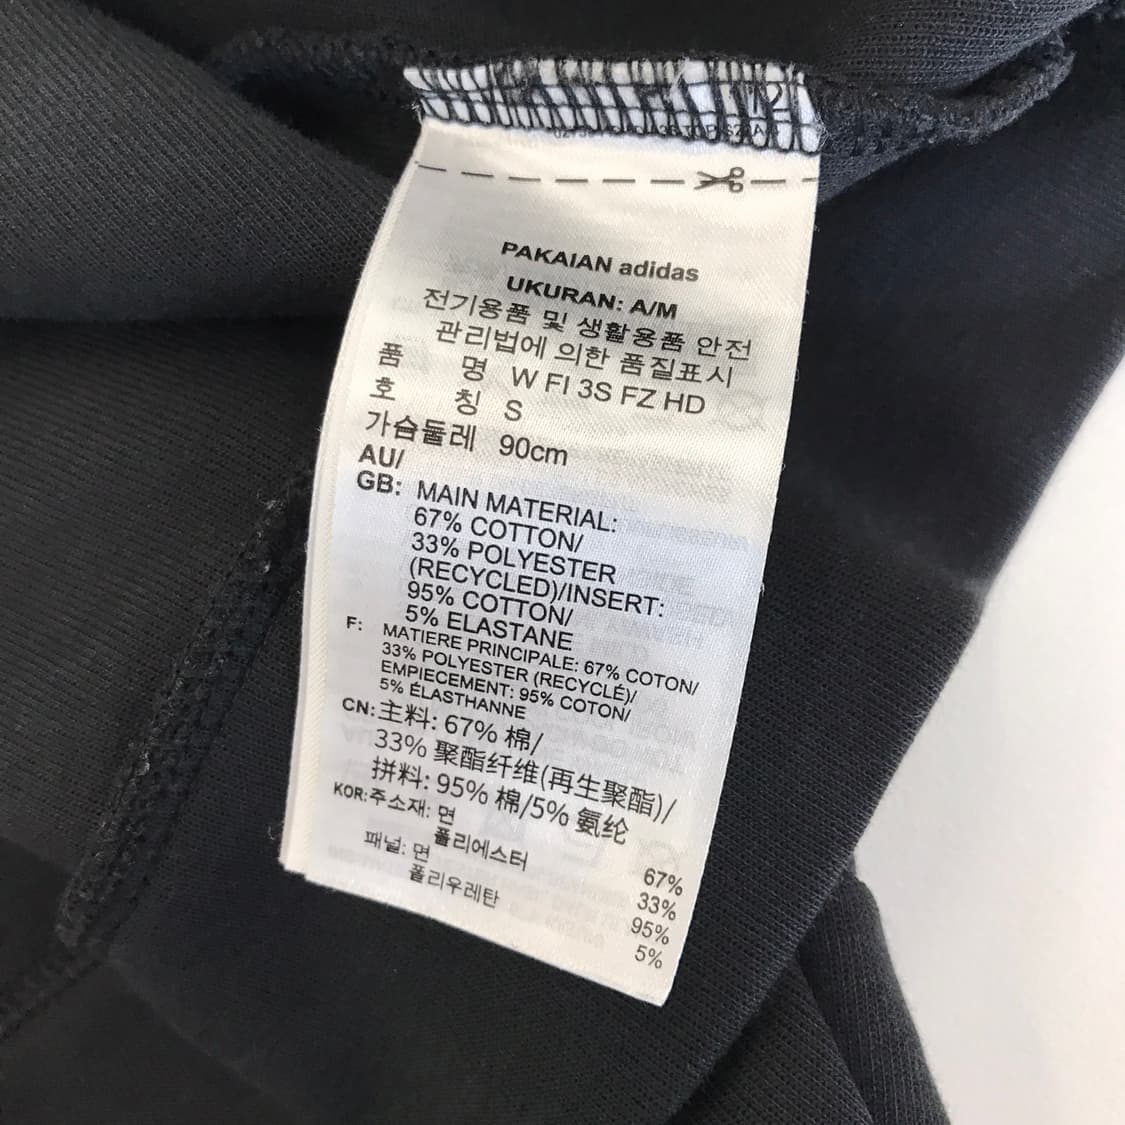 PAKAIAN adidas
UKURAN: A/M
전기용품 및 생활용품 안전
관리법에 의한 품질표시
품 명 W FI 3S FZ HD
호 칭 S
가슴둘레 90cm
AU/
GB: MAIN MATERIAL:
67% COTTON/
33% POLYESTER
(RECYCLED)/INSERT:
95% COTTON/
5% ELASTANE
F: MATIERE PRINCIPALE: 67% COTON/
33% POLYESTER (RECYCLÉ)/
EMPIECEMENT: 95% COTON/
5% ÉLASTHANNE
CN: 主料: 67% 棉/
33% 聚酯纤维(再生聚酯)/
拼料: 95% 棉/5% 氨纶
KOR: 주소재: 면 67%
폴리에스터 33%
패널: 면 95%
폴리우레탄 5%